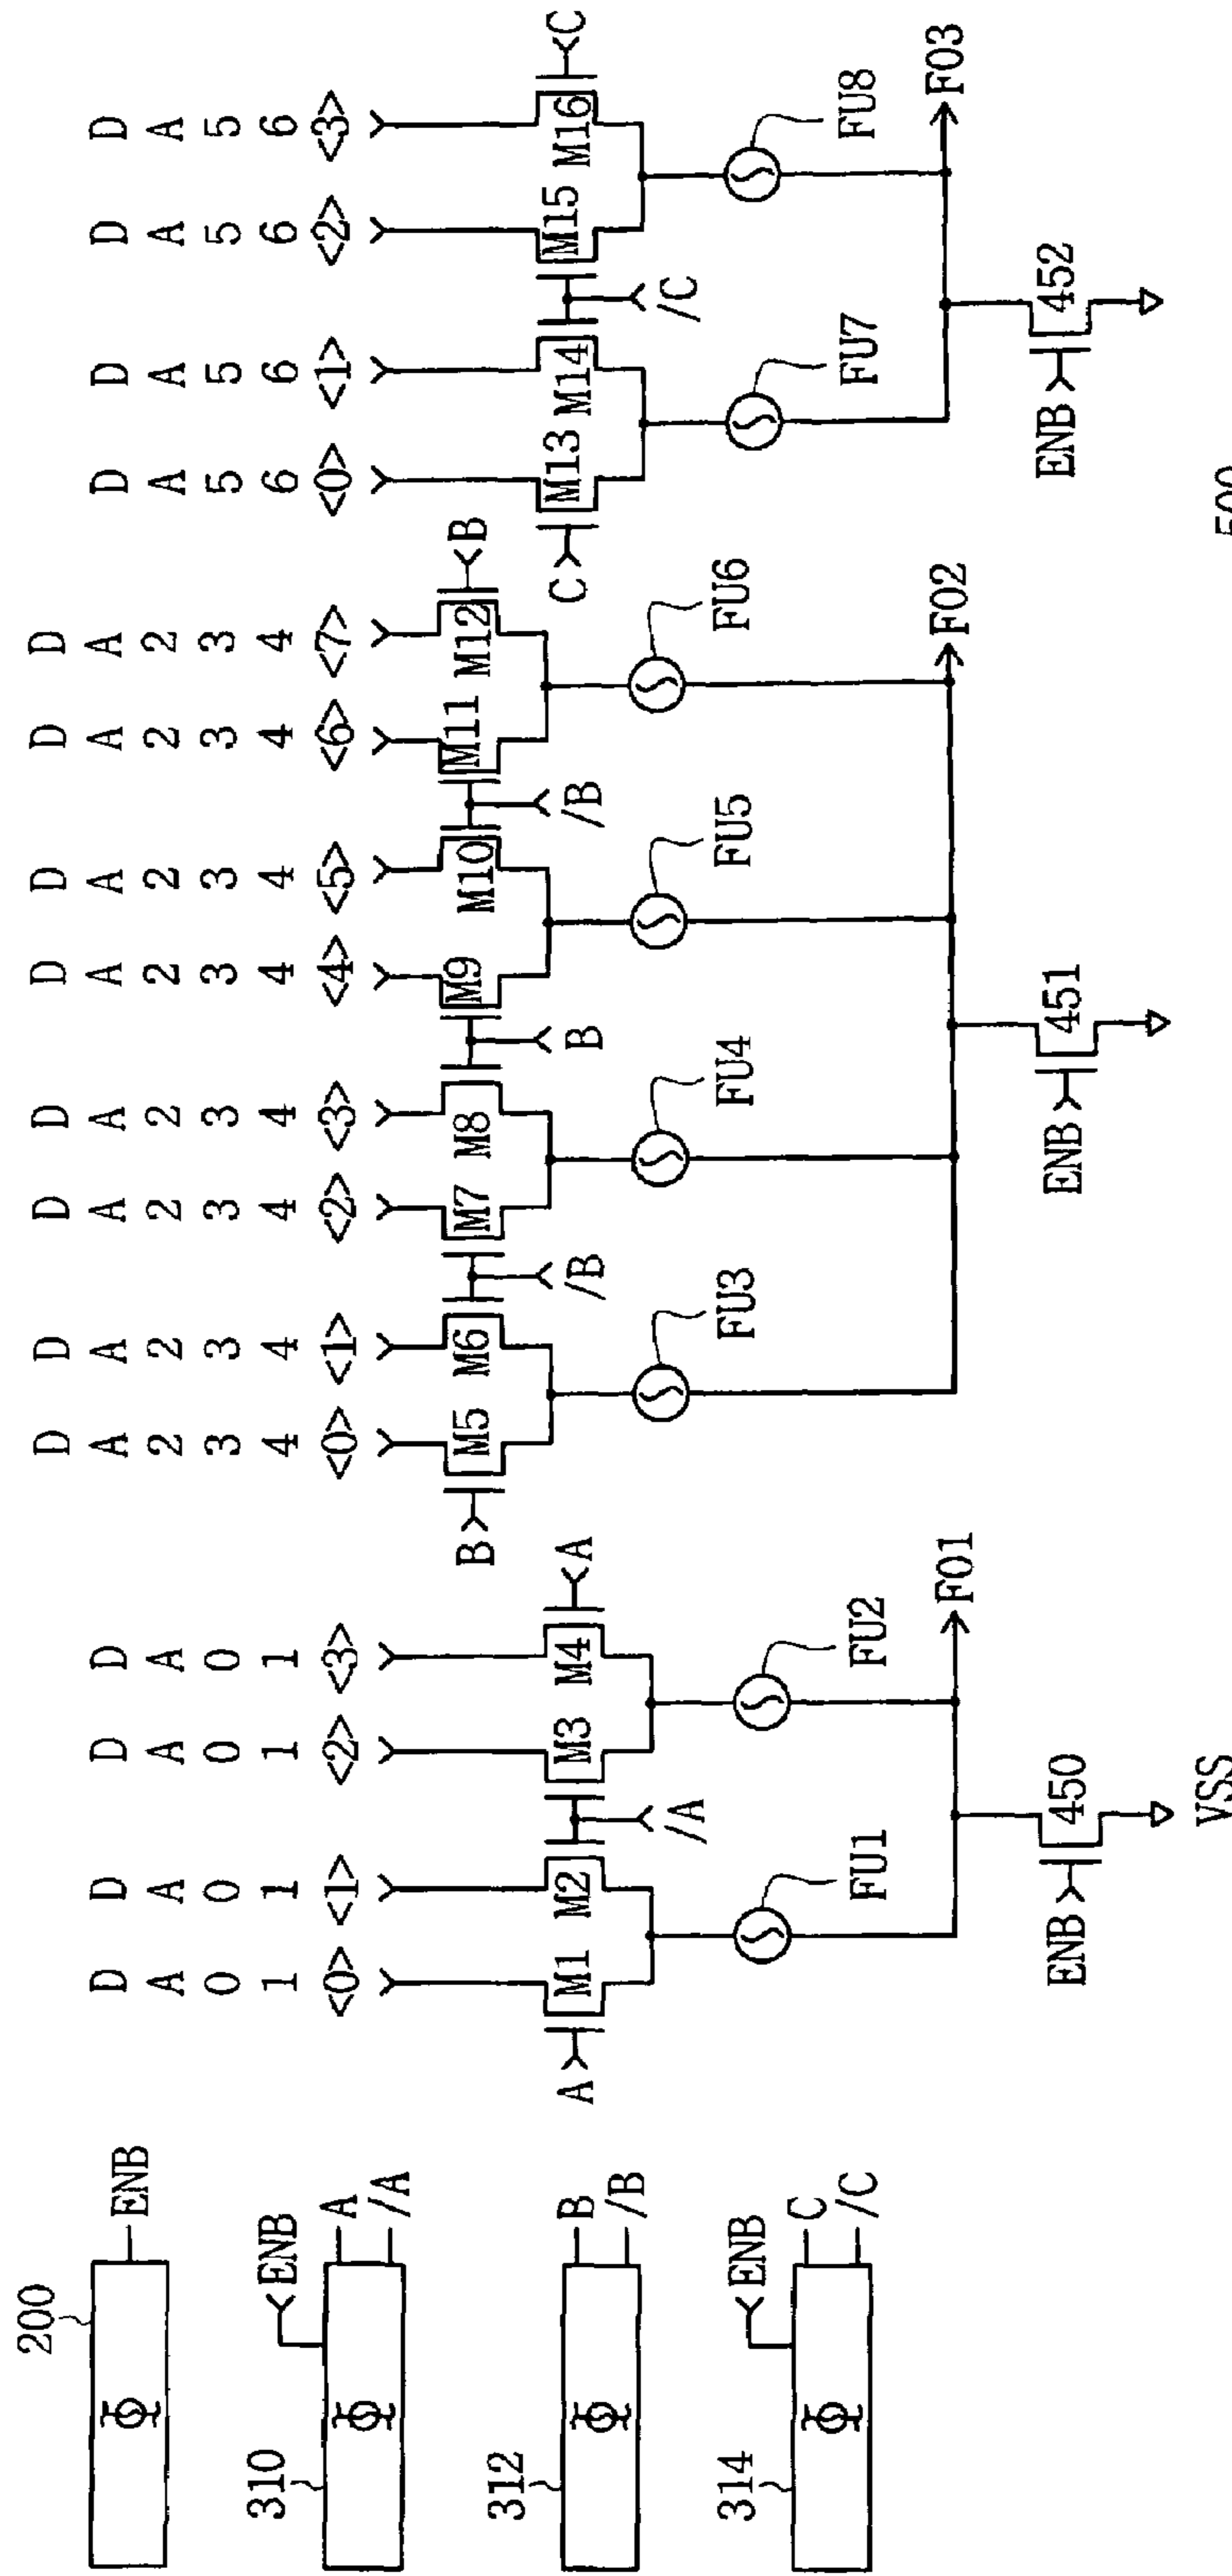 200
ENB
310
ENB
A
/A
312
B
/B
314
ENB
C
/C
DA01<0>
DA01<1>
DA01<2>
DA01<3>
A
M1
M2
/A
M3
M4
A
FU1
FU2
FO1
ENB
450
VSS
DA234<0>
DA234<1>
DA234<2>
DA234<3>
DA234<4>
DA234<5>
DA234<6>
DA234<7>
B
M5
M6
/B
M7
M8
B
M9
M10
/B
M11
M12
B
FU3
FU4
FU5
FU6
FO2
ENB
451
DA56<0>
DA56<1>
DA56<2>
DA56<3>
C
M13
M14
/C
M15
M16
C
FU7
FU8
FO3
ENB
452